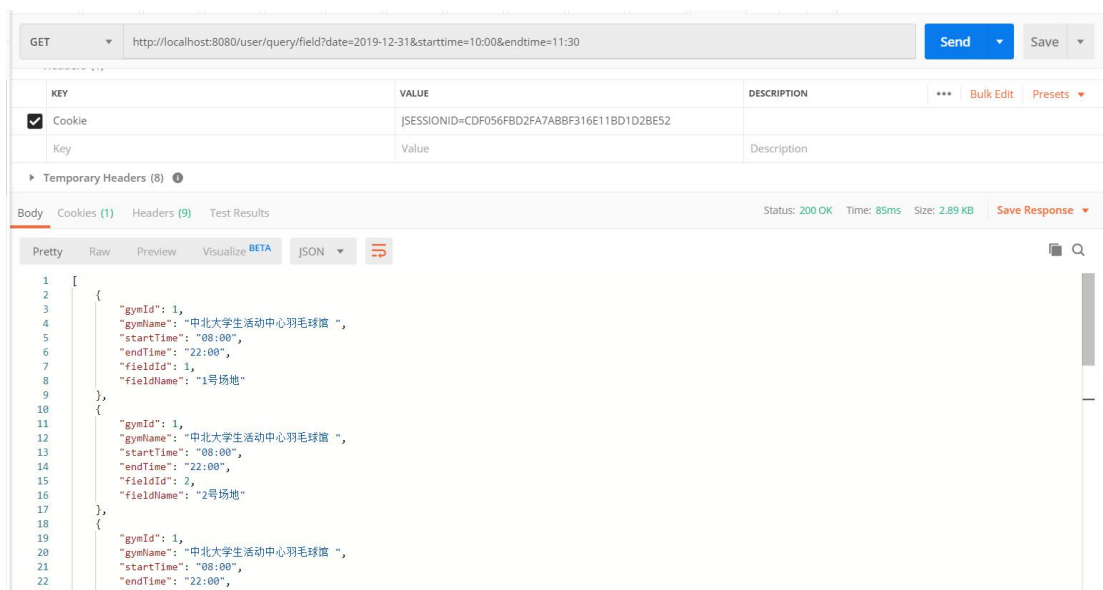 GET http://localhost:8080/user/query/field?date=2019-12-31&starttime=10:00&endtime=11:30 Send Save
KEY VALUE DESCRIPTION ••• Bulk Edit Presets
Cookie JSESSIONID=CDF056FBD2FA7ABBF316E11BD1D2BE52
Key Value Description
Temporary Headers (8)
Body Cookies (1) Headers (9) Test Results Status: 200 OK Time: 85ms Size: 2.89 KB Save Response
Pretty Raw Preview Visualize BETA JSON
1 [
2 {
3 "gymId": 1,
4 "gymName": "中北大学生活动中心羽毛球馆 ",
5 "startTime": "08:00",
6 "endTime": "22:00",
7 "fieldId": 1,
8 "fieldName": "1号场地"
9 },
10 {
11 "gymId": 1,
12 "gymName": "中北大学生活动中心羽毛球馆 ",
13 "startTime": "08:00",
14 "endTime": "22:00",
15 "fieldId": 2,
16 "fieldName": "2号场地"
17 },
18 {
19 "gymId": 1,
20 "gymName": "中北大学生活动中心羽毛球馆 ",
21 "startTime": "08:00",
22 "endTime": "22:00",